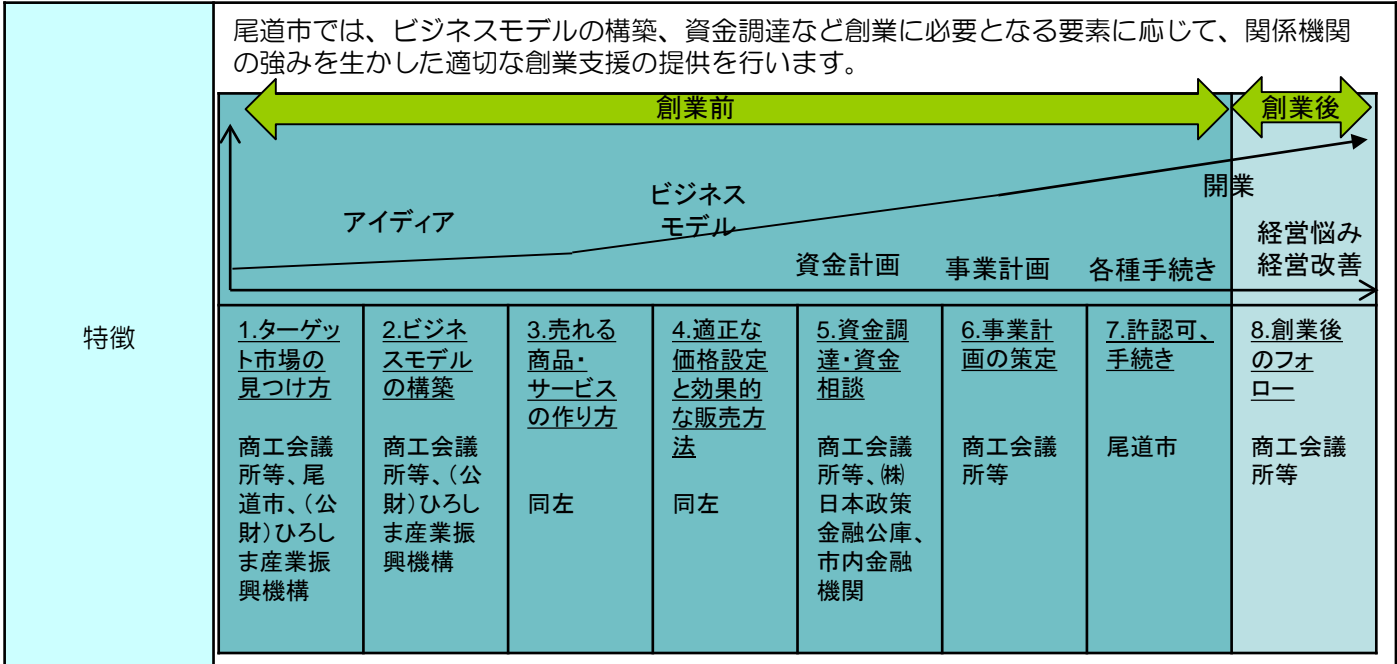 特徴
尾道市では、ビジネスモデルの構築、資金調達など創業に必要となる要素に応じて、関係機関
の強みを生かした適切な創業支援の提供を行います。
創業前
創業後
アイディア
ビジネス
モデル
開業
資金計画
事業計画
各種手続き
経営悩み
経営改善
1.ターゲッ
ト市場の
見つけ方
商工会議
所等、尾
道市、(公
財)ひろし
ま産業振
興機構
2.ビジネ
スモデル
の構築
商工会議
所等、(公
財)ひろし
ま産業振
興機構
3.売れる
商品・
サービス
の作り方
同左
4.適正な
価格設定
と効果的
な販売方
法
同左
5.資金調
達・資金
相談
商工会議
所等、㈱
日本政策
金融公庫、
市内金融
機関
6.事業計
画の策定
商工会議
所等
7.許認可、
手続き
尾道市
8.創業後
のフォ
ロー
商工会議
所等